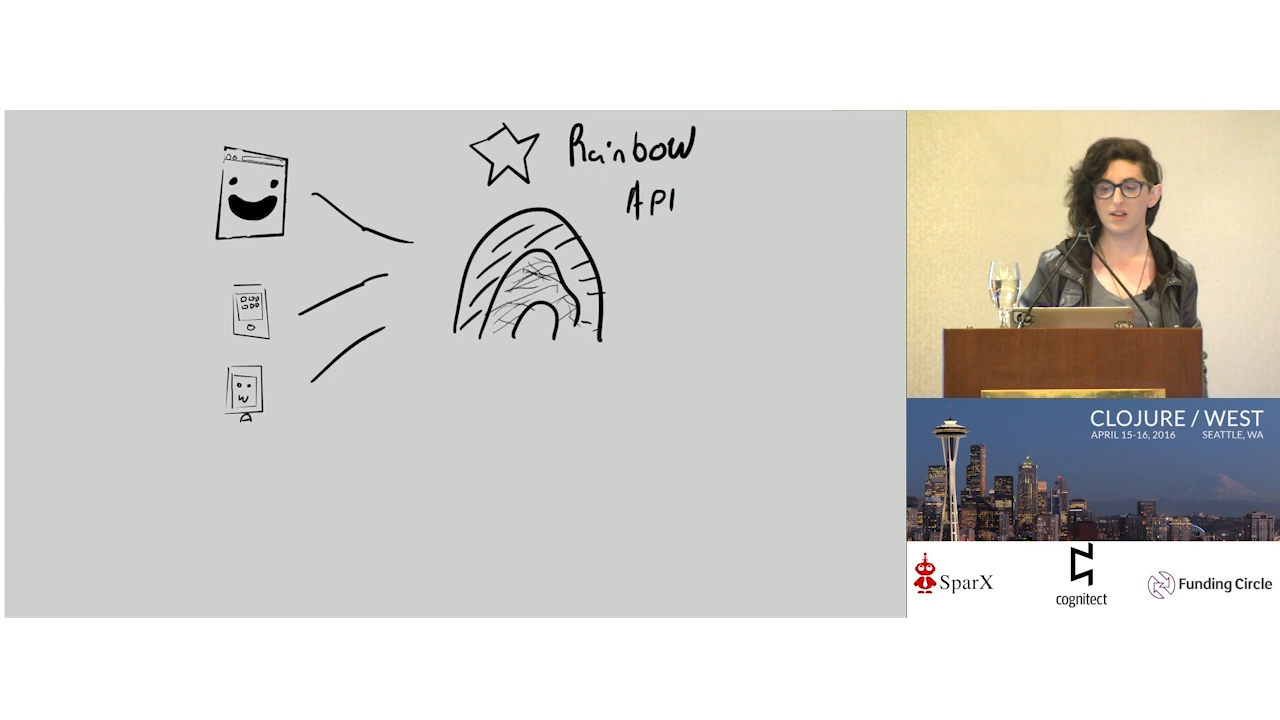 Rainbow
API
CLOJURE / WEST
APRIL 15-16, 2016 SEATTLE, WA
SparX
cognitect
Funding Circle